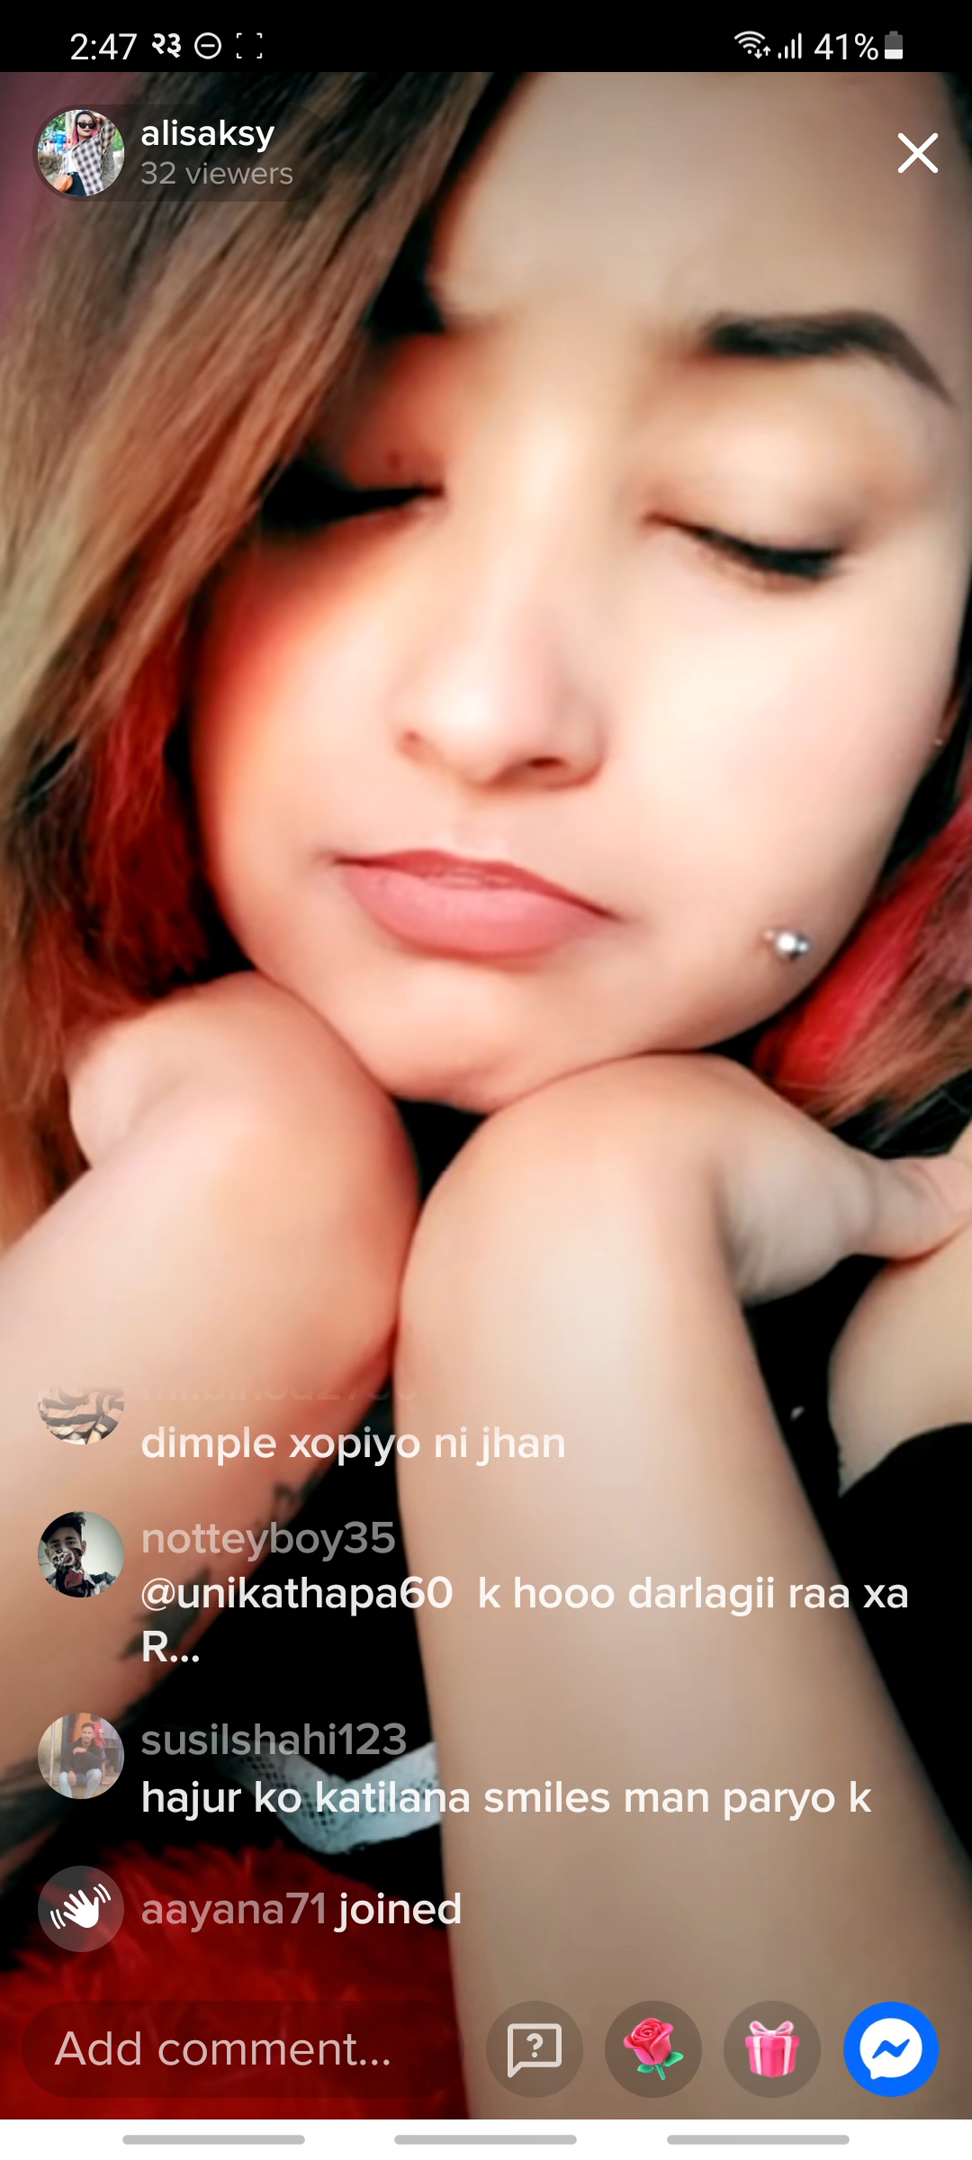 2:47 २३ 41%
alisaksy
32 viewers
dimple xopiyo ni jhan
notteyboy35
@unikathapa60 k hooo darlagii raa xa
R...
susilshahi123
hajur ko katilana smiles man paryo k
aayana71 joined
Add comment...